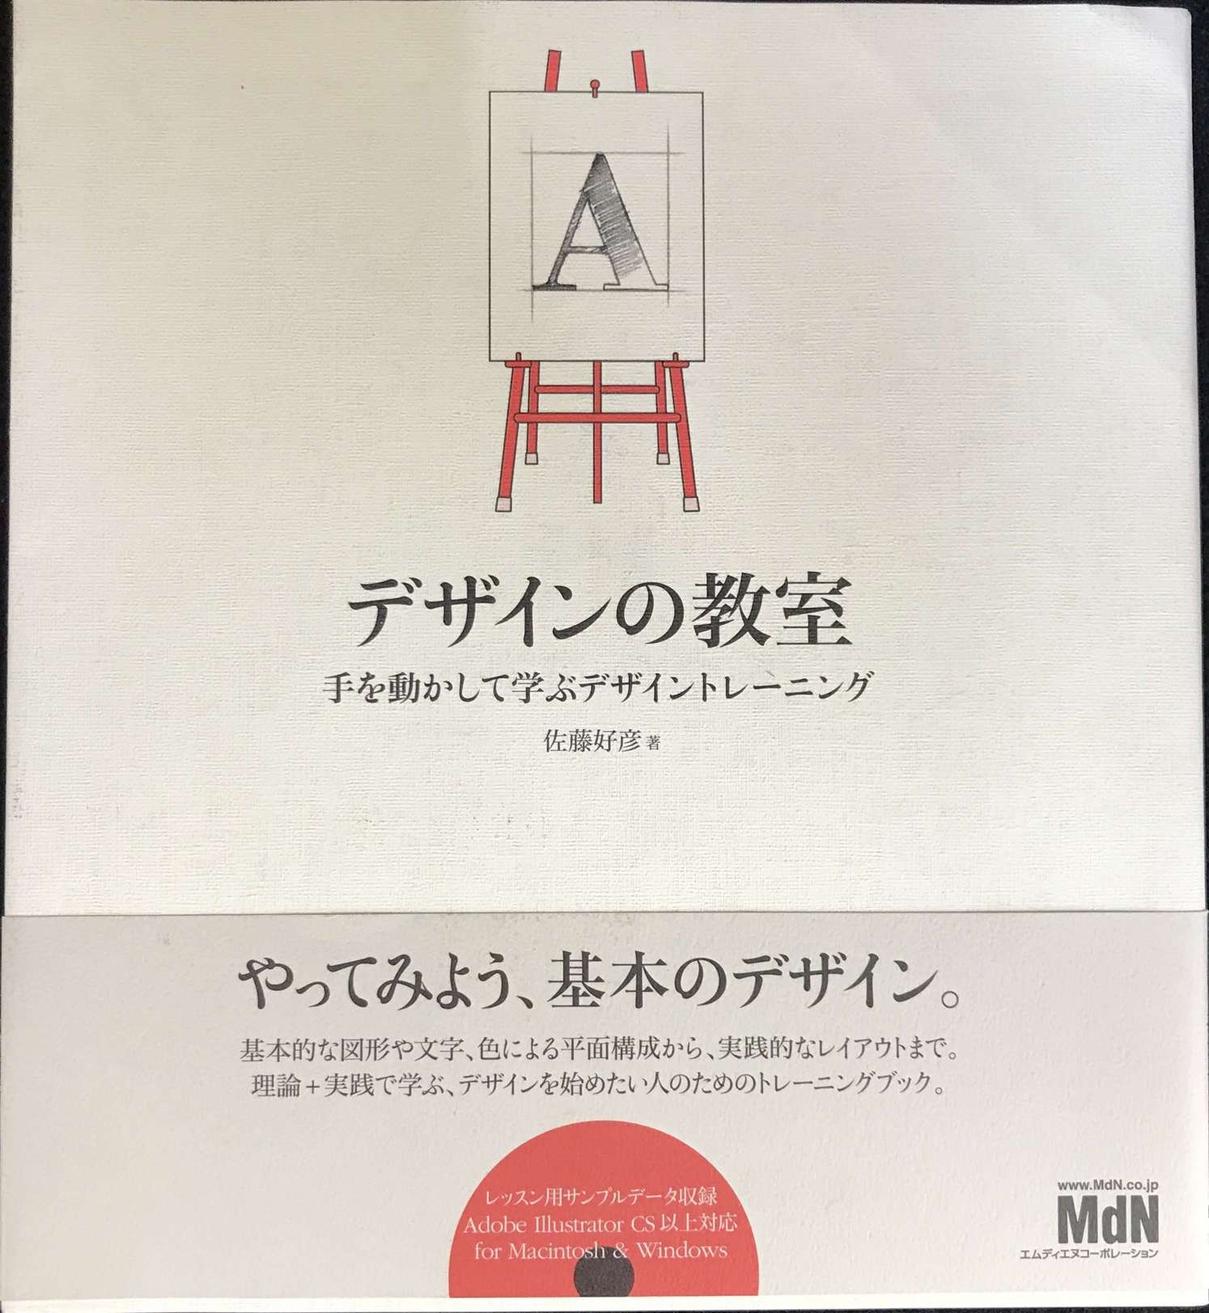 A
デザインの教室
手を動かして学ぶデザイントレーニング
佐藤好彦 著
やってみよう、基本のデザイン。
基本的な図形や文字、色による平面構成から、実践的なレイアウトまで。
理論+実践で学ぶ、デザインを始めたい人のためのトレーニングブック。
レッスン用サンプルデータ収録
Adobe Illustrator CS以上対応
for Macintosh & Windows
www.MdN.co.jp
MdN
エムディエヌコーポレーション